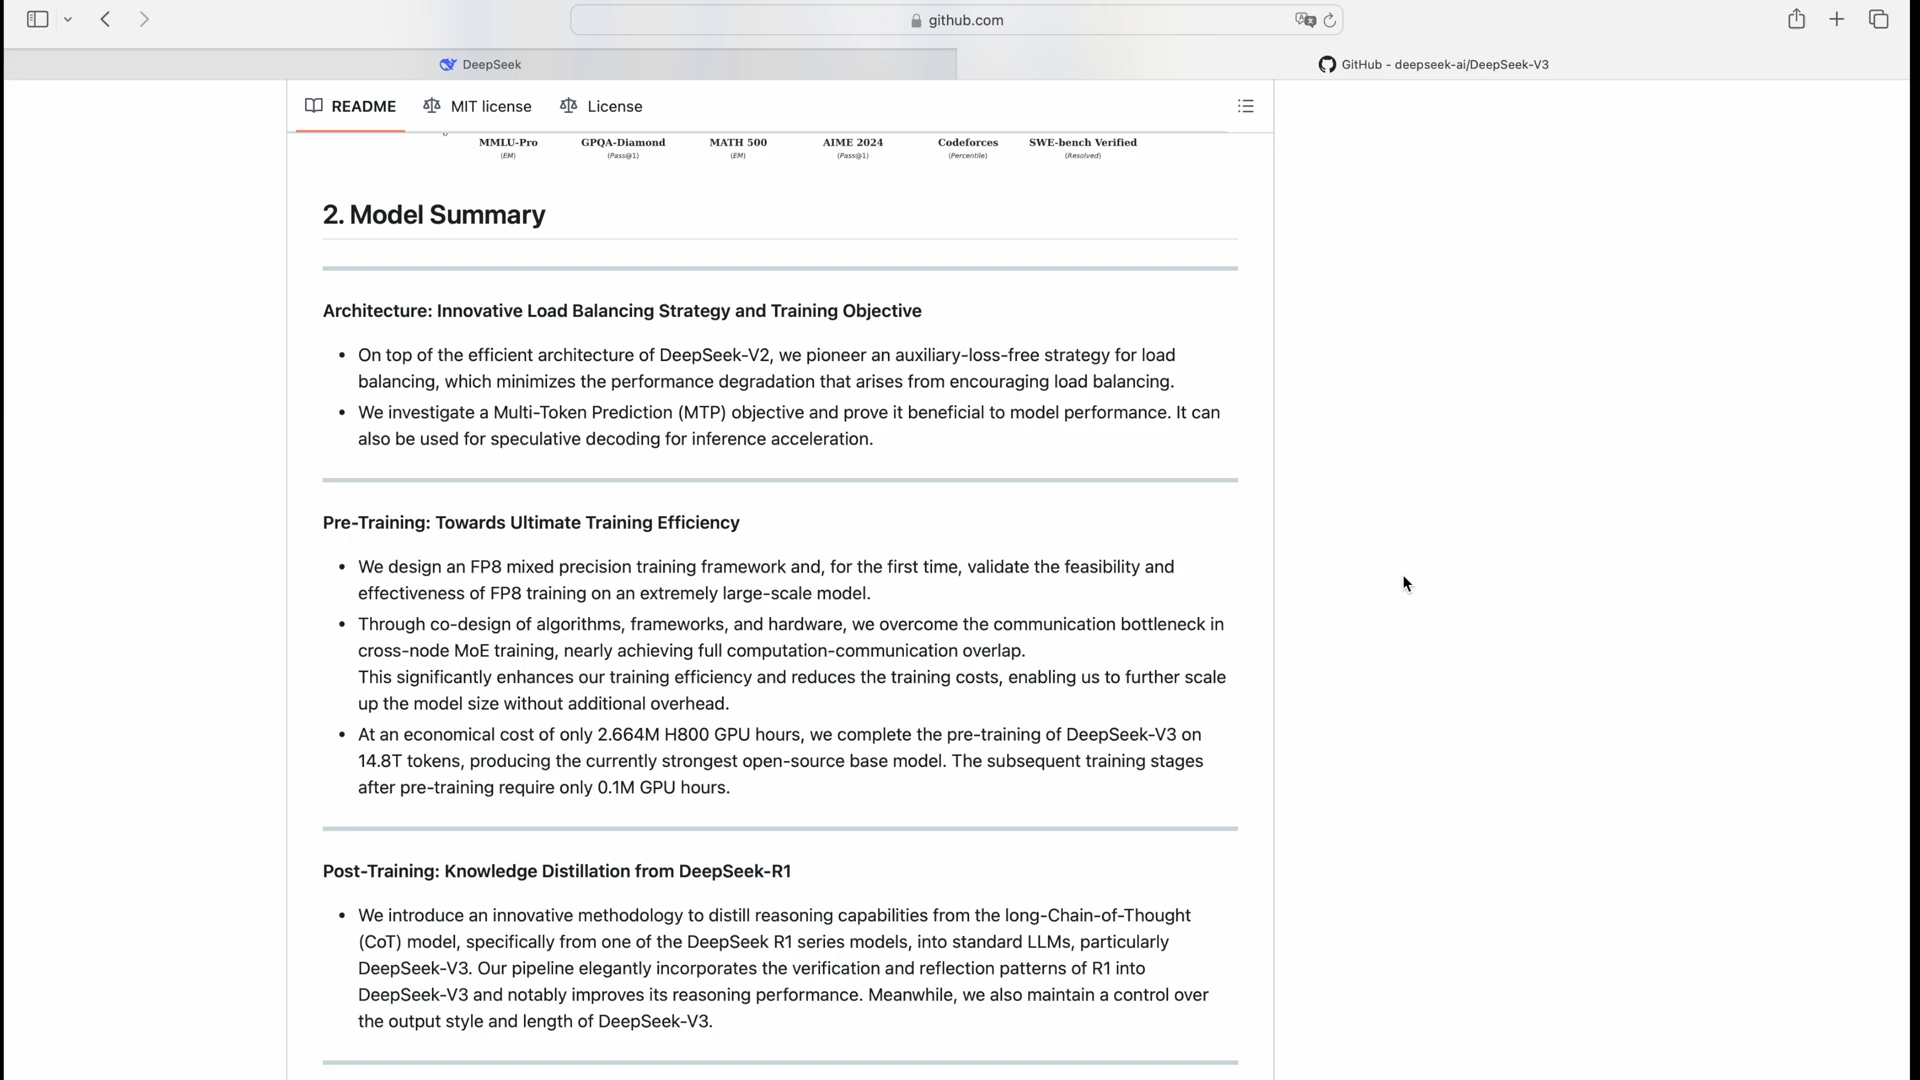 github.com
DeepSeek
GitHub - deepseek-ai/DeepSeek-V3
README
MIT license
License
MMLU-Pro
(EM)
GPQA-Diamond
(Pass@1)
MATH 500
(EM)
AIME 2024
(Pass@1)
Codeforces
(Percentile)
SWE-bench Verified
(Resolved)
2. Model Summary
Architecture: Innovative Load Balancing Strategy and Training Objective
• On top of the efficient architecture of DeepSeek-V2, we pioneer an auxiliary-loss-free strategy for load
balancing, which minimizes the performance degradation that arises from encouraging load balancing.
• We investigate a Multi-Token Prediction (MTP) objective and prove it beneficial to model performance. It can
also be used for speculative decoding for inference acceleration.
Pre-Training: Towards Ultimate Training Efficiency
• We design an FP8 mixed precision training framework and, for the first time, validate the feasibility and
effectiveness of FP8 training on an extremely large-scale model.
• Through co-design of algorithms, frameworks, and hardware, we overcome the communication bottleneck in
cross-node MoE training, nearly achieving full computation-communication overlap.
This significantly enhances our training efficiency and reduces the training costs, enabling us to further scale
up the model size without additional overhead.
• At an economical cost of only 2.664M H800 GPU hours, we complete the pre-training of DeepSeek-V3 on
14.8T tokens, producing the currently strongest open-source base model. The subsequent training stages
after pre-training require only 0.1M GPU hours.
Post-Training: Knowledge Distillation from DeepSeek-R1
• We introduce an innovative methodology to distill reasoning capabilities from the long-Chain-of-Thought
(CoT) model, specifically from one of the DeepSeek R1 series models, into standard LLMs, particularly
DeepSeek-V3. Our pipeline elegantly incorporates the verification and reflection patterns of R1 into
DeepSeek-V3 and notably improves its reasoning performance. Meanwhile, we also maintain a control over
the output style and length of DeepSeek-V3.